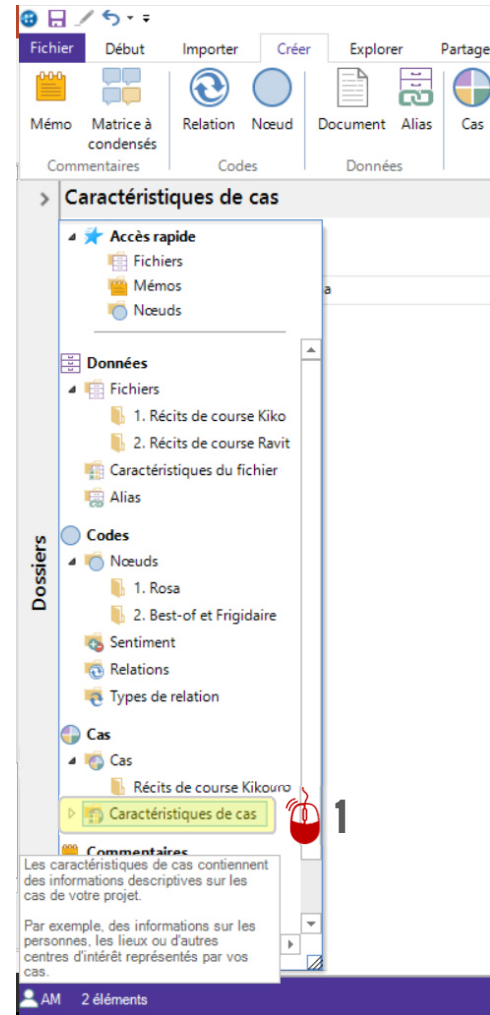 Fichier Début Importer Créer Explorer Partage
Mémo Matrice à condensés Relation Nœud Document Alias Cas
Commentaires Codes Données
Caractéristiques de cas
Dossiers
Accès rapide
Fichiers
Mémos
Nœuds
a
Données
Fichiers
1. Récits de course Kiko
2. Récits de course Ravit
Caractéristiques du fichier
Alias
Codes
Nœuds
1. Rosa
2. Best-of et Frigidaire
Sentiment
Relations
Types de relation
Cas
Cas
Récits de course Kikouro
Caractéristiques de cas
1
Commentaires
Les caractéristiques de cas contiennent
des informations descriptives sur les
cas de votre projet.
Par exemple, des informations sur les
personnes, les lieux ou d'autres
centres d'intérêt représentés par vos
cas.
AM 2 éléments